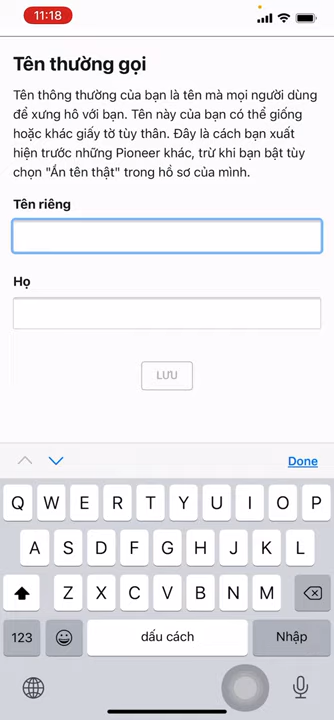 11:18
Tên thường gọi
Tên thông thường của bạn là tên mà mọi người dùng
để xưng hô với bạn. Tên này của bạn có thể giống
hoặc khác giấy tờ tùy thân. Đây là cách bạn xuất
hiện trước những Pioneer khác, trừ khi bạn bật tùy
chọn "Ẩn tên thật" trong hồ sơ của mình.
Tên riêng
Họ
LƯU
Done
Q W E R T Y U I O P
A S D F G H J K L
Z X C V B N M
123 dấu cách Nhập